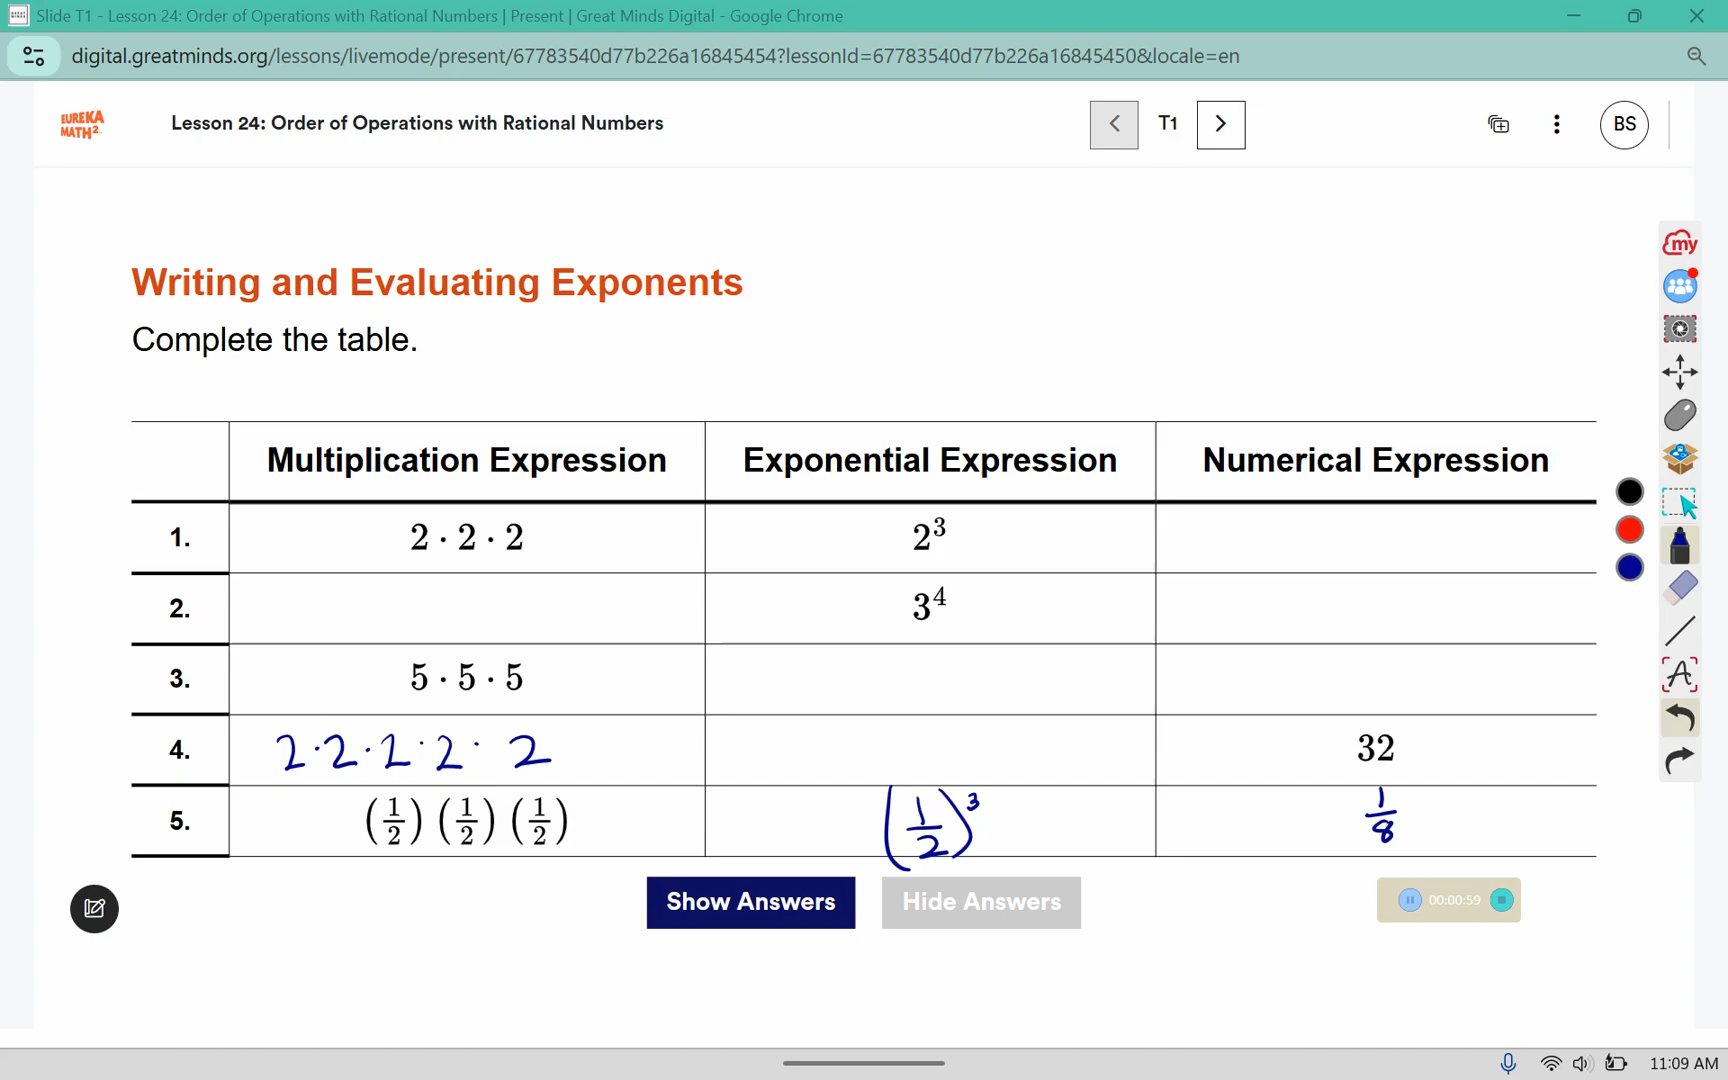 Slide T1 - Lesson 24: Order of Operations with Rational Numbers | Present | Great Minds Digital - Google Chrome
digital.greatminds.org/lessons/livemode/present/67783540d77b226a16845454?lessonId=67783540d77b226a16845450&locale=en
EUREKA MATH² Lesson 24: Order of Operations with Rational Numbers < T1 > BS
my
Writing and Evaluating Exponents
Complete the table.
Multiplication Expression Exponential Expression Numerical Expression
1. 2 · 2 · 2 2³
2. 3⁴
3. 5 · 5 · 5
4. 2 · 2 · 2 · 2 · 2 32
5. (1/2) (1/2) (1/2) (1/2)³ 1/8
A
Show Answers Hide Answers 00:00:59
11:09 AM